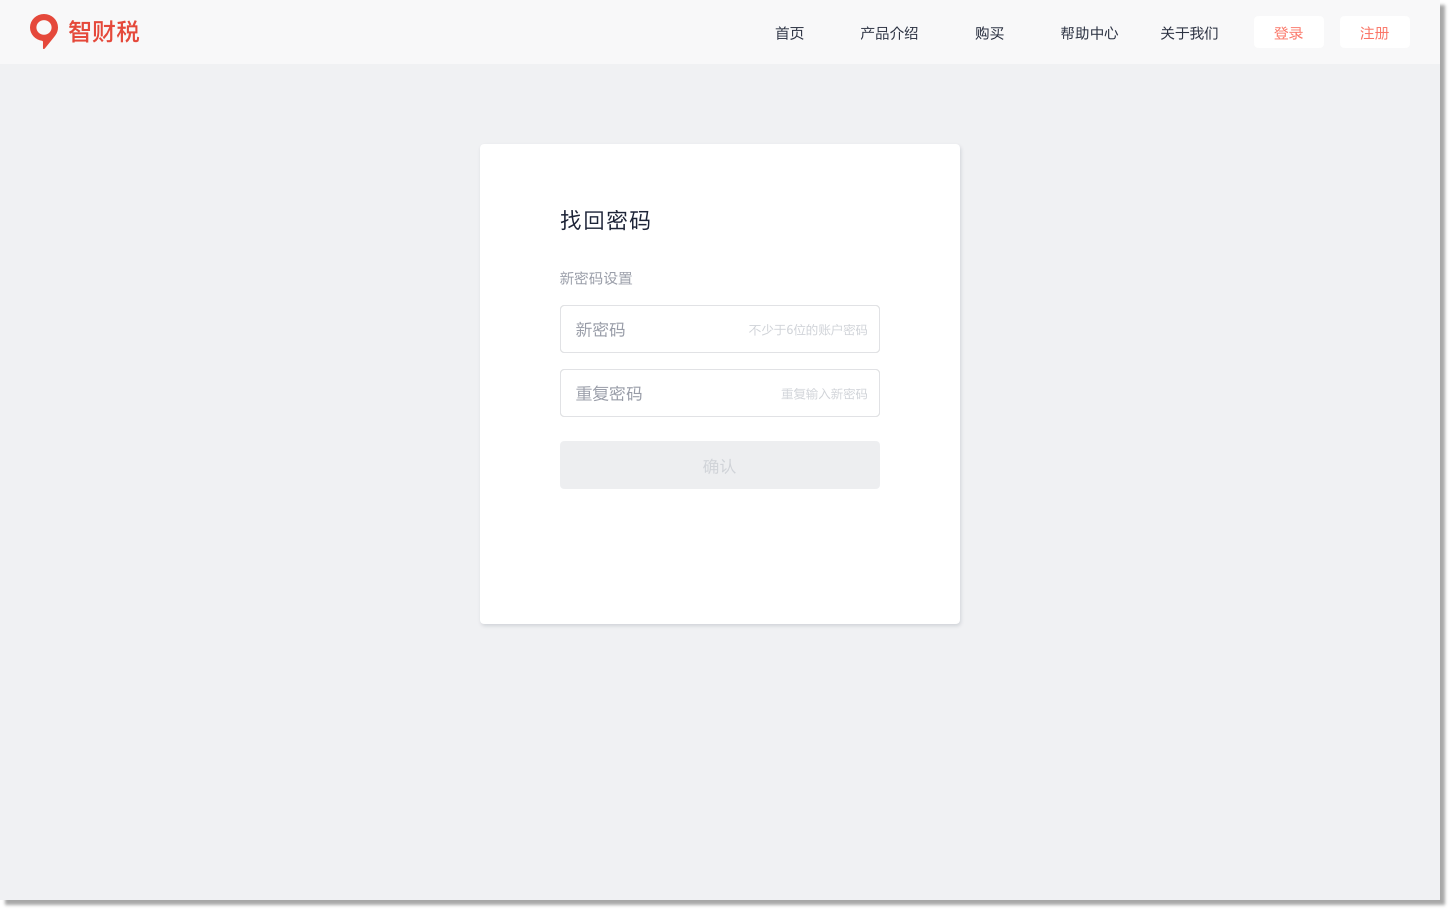 智财税
首页 产品介绍 购买 帮助中心 关于我们 登录 注册
找回密码
新密码设置
新密码 不少于6位的账户密码
重复密码 重复输入新密码
确认